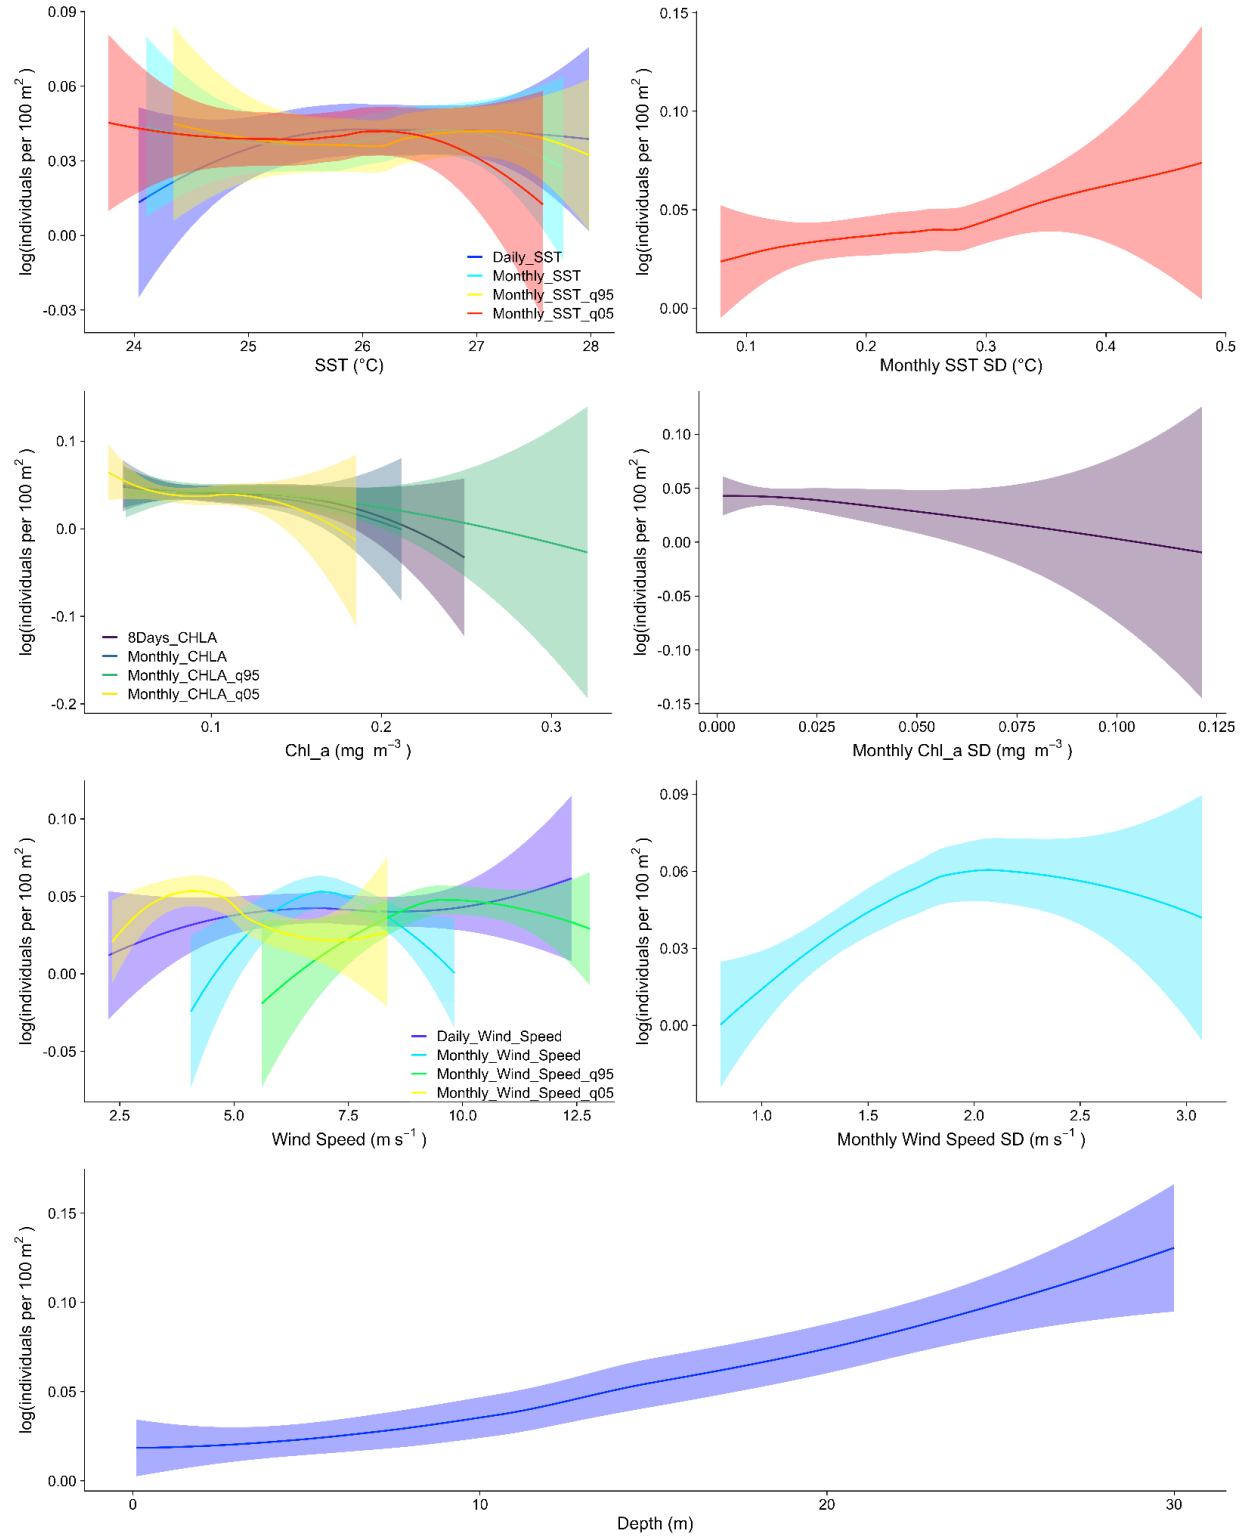 log(individuals per 100 m²)
0.09
0.06
0.03
0.00
-0.03
24
25
26
27
28
SST (°C)
Daily_SST
Monthly_SST
Monthly_SST_q95
Monthly_SST_q05
log(individuals per 100 m²)
0.15
0.10
0.05
0.00
0.1
0.2
0.3
0.4
0.5
Monthly SST SD (°C)
log(individuals per 100 m²)
0.1
0.0
-0.1
-0.2
0.1
0.2
0.3
Chl_a (mg m⁻³)
8Days_CHLA
Monthly_CHLA
Monthly_CHLA_q95
Monthly_CHLA_q05
log(individuals per 100 m²)
0.10
0.05
0.00
-0.05
-0.10
-0.15
0.000
0.025
0.050
0.075
0.100
0.125
Monthly Chl_a SD (mg m⁻³)
log(individuals per 100 m²)
0.10
0.05
0.00
-0.05
2.5
5.0
7.5
10.0
12.5
Wind Speed (m s⁻¹)
Daily_Wind_Speed
Monthly_Wind_Speed
Monthly_Wind_Speed_q95
Monthly_Wind_Speed_q05
log(individuals per 100 m²)
0.09
0.06
0.03
0.00
1.0
1.5
2.0
2.5
3.0
Monthly Wind Speed SD (m s⁻¹)
log(individuals per 100 m²)
0.15
0.10
0.05
0.00
0
10
20
30
Depth (m)